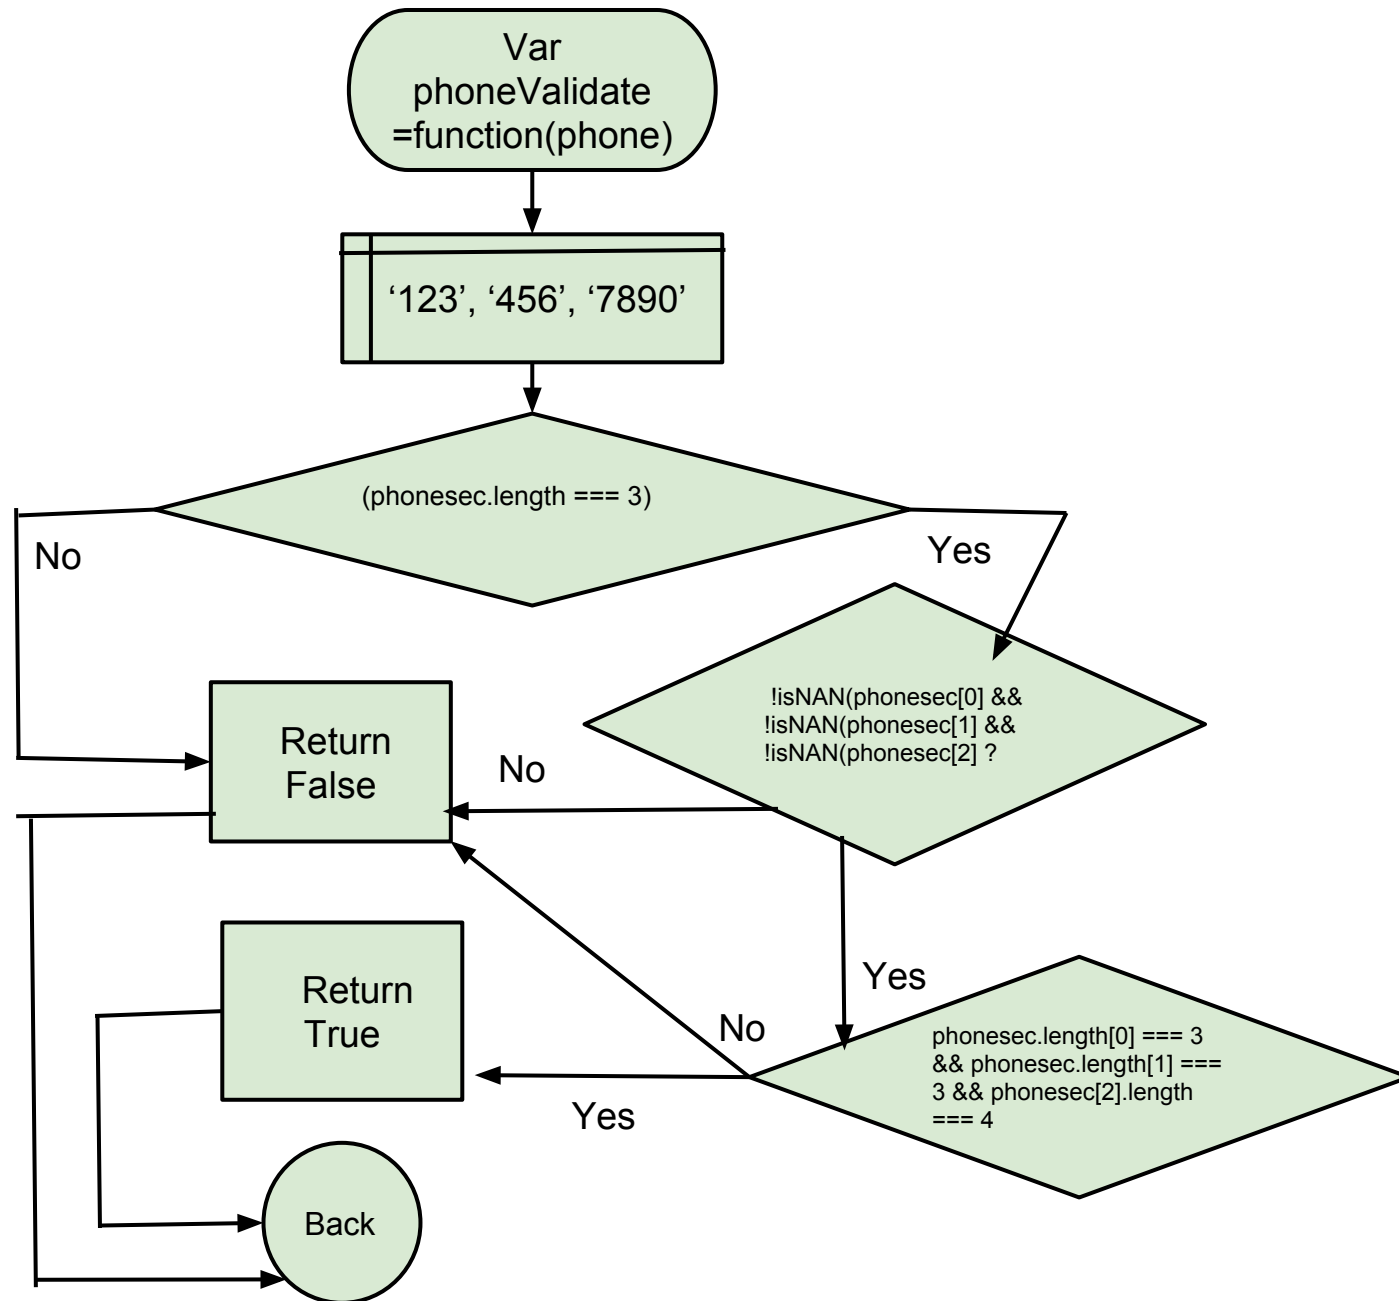 Var
phoneValidate
=function(phone)
‘123’, ‘456’, ‘7890’
(phonesec.length === 3)
No
Yes
!isNAN(phonesec[0] &&
!isNAN(phonesec[1] &&
!isNAN(phonesec[2] ?
Return
False
No
Yes
Return
True
No
phonesec.length[0] === 3
&& phonesec.length[1] ===
3 && phonesec[2].length
=== 4
Yes
Back